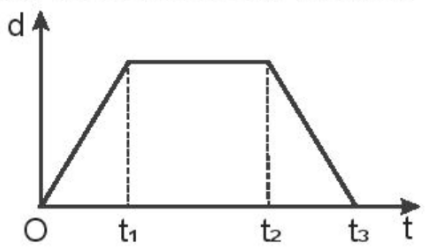 d
O t₁ t₂ t₃ t